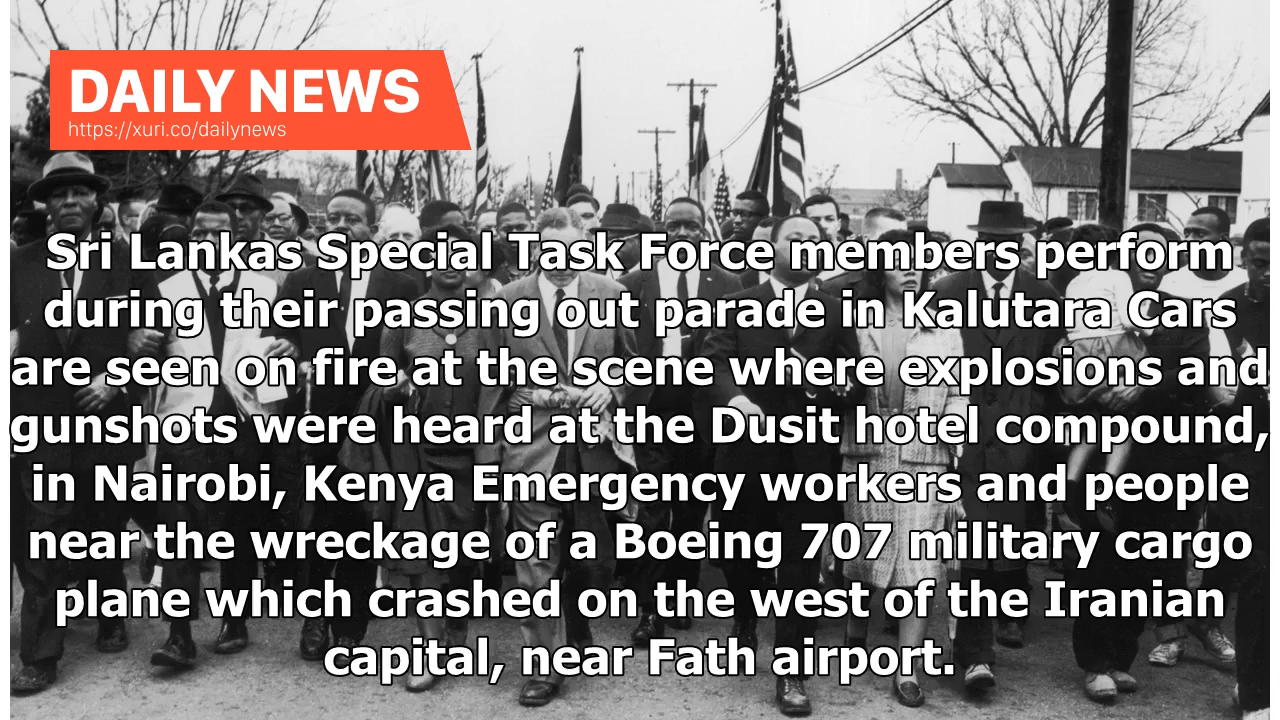 DAILY NEWS
https://xuri.co/dailynews
Sri Lankas Special Task Force members perform
during their passing out parade in Kalutara Cars
are seen on fire at the scene where explosions and
gunshots were heard at the Dusit hotel compound,
in Nairobi, Kenya Emergency workers and people
near the wreckage of a Boeing 707 military cargo
plane which crashed on the west of the Iranian
capital, near Fath airport.